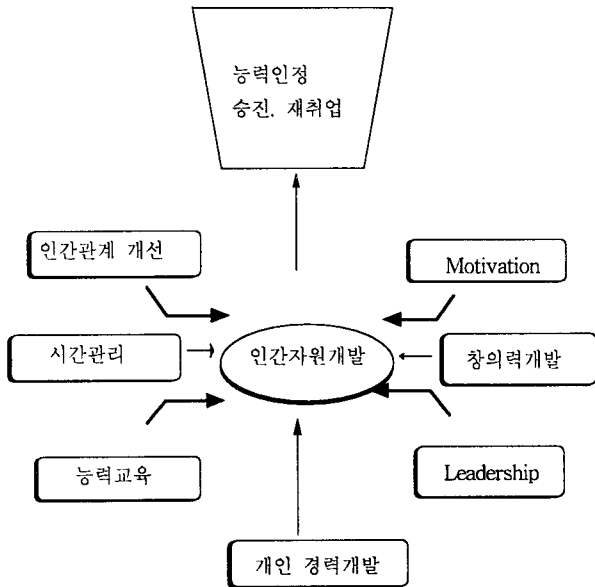 능력인정
승진. 재취업
인간관계 개선
Motivation
시간관리
인간자원개발
창의력개발
능력교육
Leadership
개인 경력개발